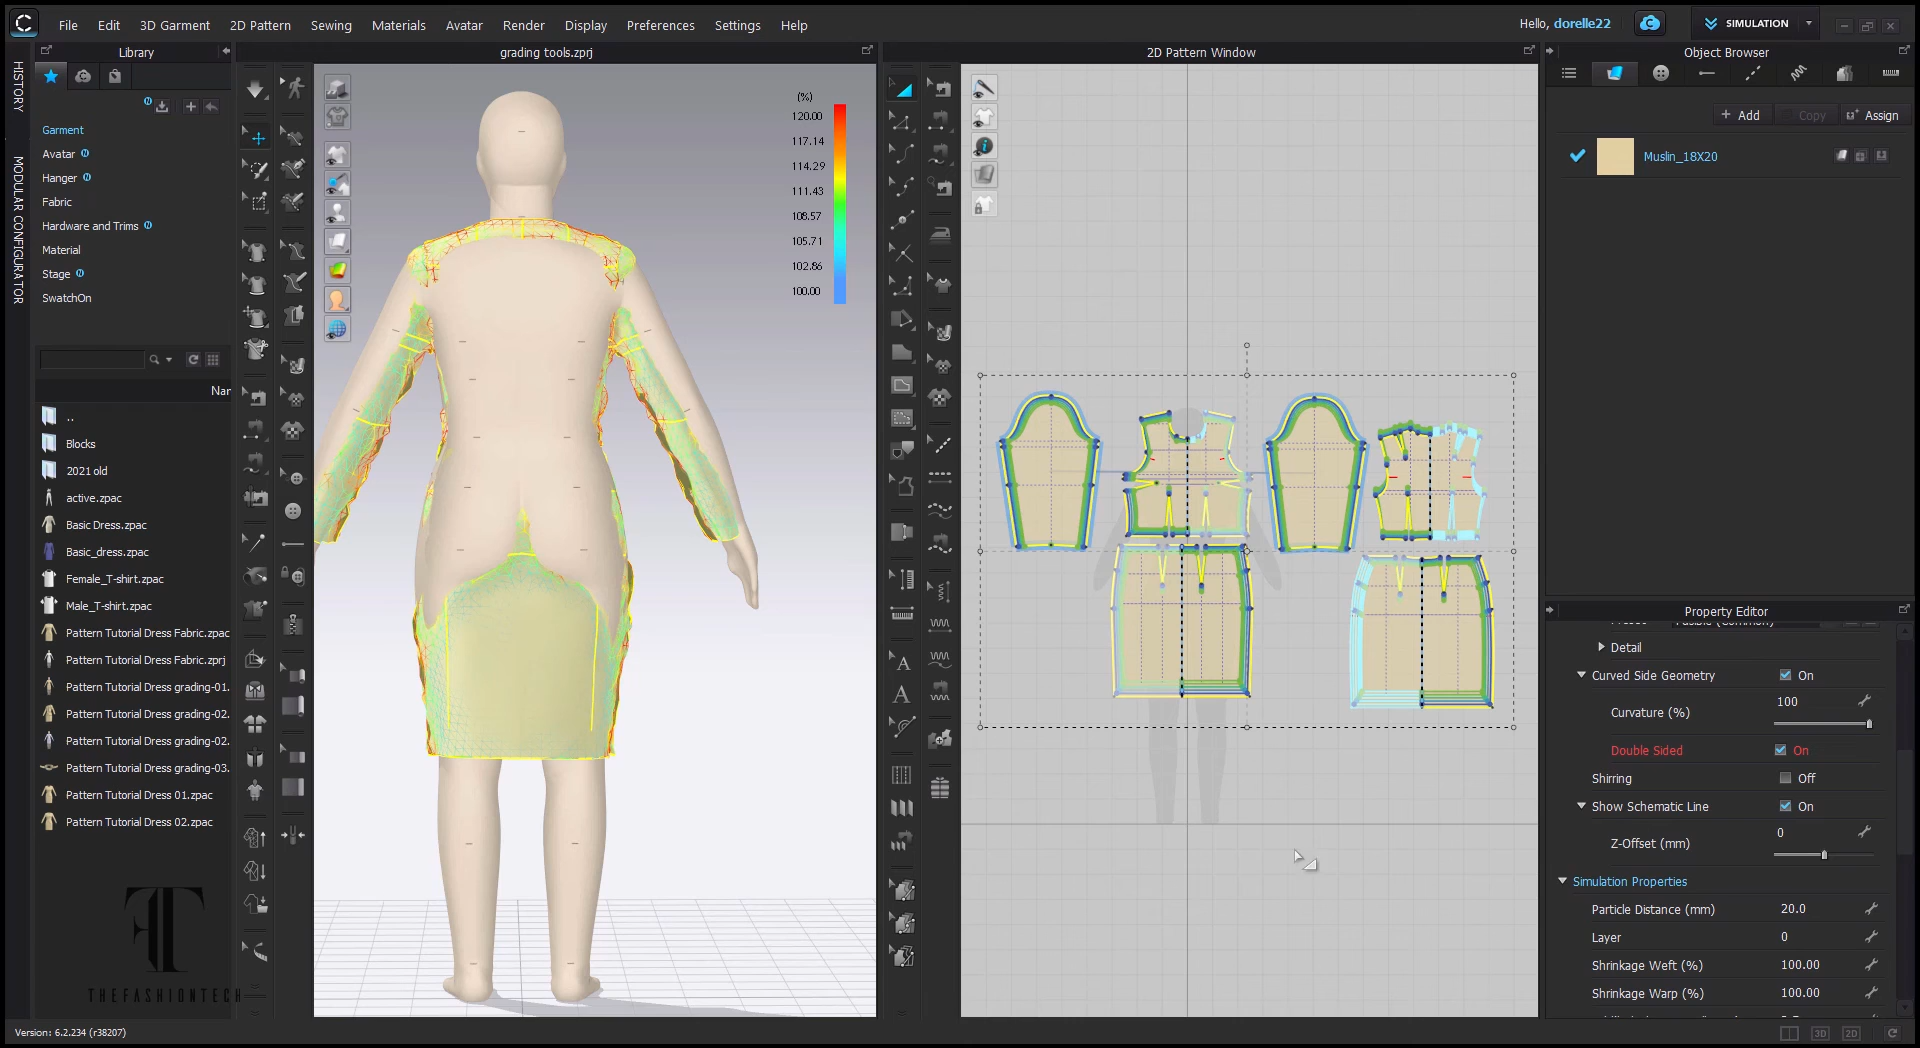 File Edit 3D Garment 2D Pattern Sewing Materials Avatar Render Display Preferences Settings Help
Hello, dorelle22
SIMULATION
HISTORY
MODULAR CONFIGURATOR
Library
Garment
Avatar
Hanger
Fabric
Hardware and Trims
Material
Stage
SwatchOn
Nar
..
Blocks
2021 old
active.zpac
Basic Dress.zpac
Basic_dress.zpac
Female_T-shirt.zpac
Male_T-shirt.zpac
Pattern Tutorial Dress Fabric.zpac
Pattern Tutorial Dress Fabric.zprj
Pattern Tutorial Dress grading-01.
Pattern Tutorial Dress grading-02.
Pattern Tutorial Dress grading-02.
Pattern Tutorial Dress grading-03.
Pattern Tutorial Dress 01.zpac
Pattern Tutorial Dress 02.zpac
THEFASHIONTECH
Version: 6.2.234 (r38207)
grading tools.zprj
(%)
120.00
117.14
114.29
111.43
108.57
105.71
102.86
100.00
2D Pattern Window
Object Browser
+ Add Copy Assign
Muslin_18X20
Property Editor
Detail
Curved Side Geometry On
Curvature (%) 100
Double Sided On
Shirring Off
Show Schematic Line On
Z-Offset (mm) 0
Simulation Properties
Particle Distance (mm) 20.0
Layer 0
Shrinkage Weft (%) 100.00
Shrinkage Warp (%) 100.00
3D 2D